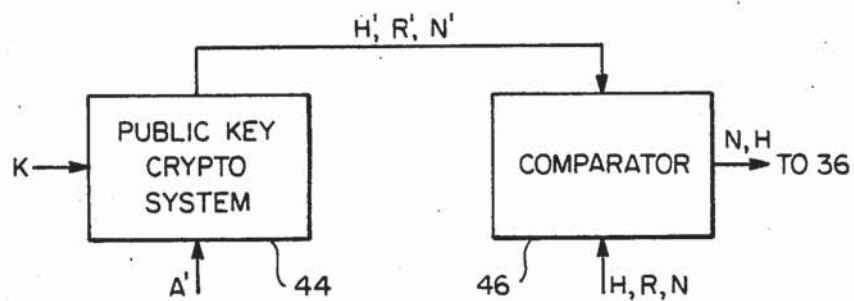 H', R', N'
PUBLIC KEY
CRYPTO
SYSTEM
K
COMPARATOR
N, H
TO 36
A'
44
46
H, R, N